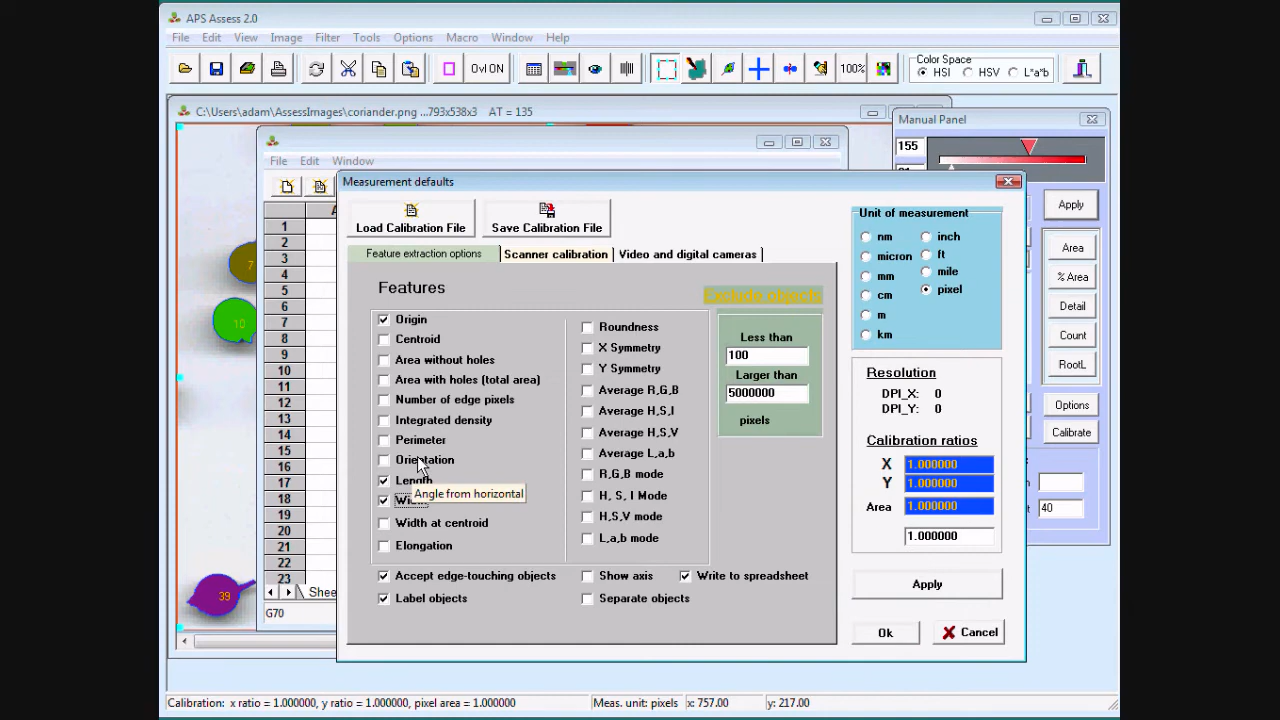 APS Assess 2.0
File Edit View Image Filter Tools Options Macro Window Help
Ovl ON
100%
Color Space
HSI HSV L*a*b
C:\Users\adam\AssessImages\coriander.png ...793x538x3 AT = 135
Manual Panel
155
File Edit Window
Measurement defaults
Load Calibration File
Save Calibration File
Feature extraction options
Scanner calibration
Video and digital cameras
Features
Origin
Centroid
Area without holes
Area with holes (total area)
Number of edge pixels
Integrated density
Perimeter
Orientation
Length
Angle from horizontal
Width at centroid
Elongation
Roundness
X Symmetry
Y Symmetry
Average R,G,B
Average H,S,I
Average H,S,V
Average L,a,b
R,G,B mode
H, S, I Mode
H,S,V mode
L,a,b mode
Exclude objects
Less than
100
Larger than
5000000
pixels
Accept edge-touching objects
Show axis
Write to spreadsheet
Label objects
Separate objects
Unit of measurement
nm
micron
mm
cm
m
km
inch
ft
mile
pixel
Resolution
DPI_X: 0
DPI_Y: 0
Calibration ratios
X 1.000000
Y 1.000000
Area 1.000000
1.000000
Apply
Ok
Cancel
Apply
Area
% Area
Detail
Count
RootL
Options
Calibrate
40
7
10
39
1
2
3
4
5
6
7
8
9
10
11
12
13
14
15
16
17
18
19
20
21
22
23
G70
Calibration: x ratio = 1.000000, y ratio = 1.000000, pixel area = 1.000000
Meas. unit: pixels
x: 757.00
y: 217.00